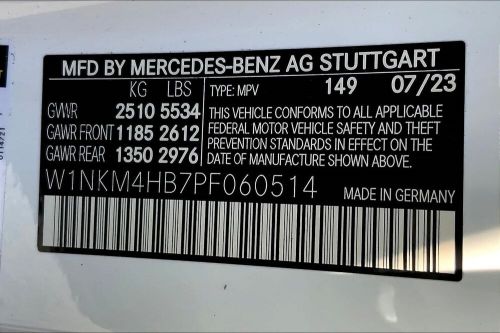 MFD BY MERCEDES-BENZ AG STUTTGART
KG LBS
TYPE: MPV 149 07/23
GVWR 2510 5534
GAWR FRONT 1185 2612
GAWR REAR 1350 2976
THIS VEHICLE CONFORMS TO ALL APPLICABLE
FEDERAL MOTOR VEHICLE SAFETY AND THEFT
PREVENTION STANDARDS IN EFFECT ON THE
DATE OF MANUFACTURE SHOWN ABOVE.
W1NKM4HB7PF060514
MADE IN GERMANY